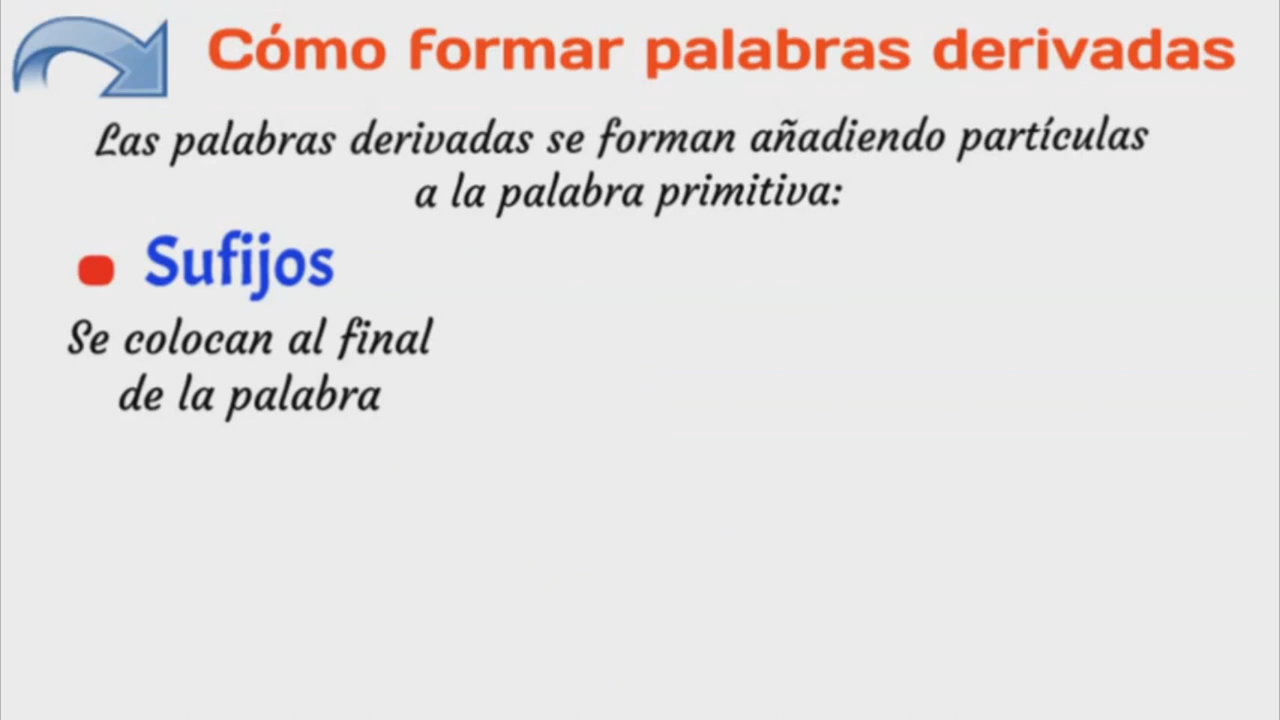 Cómo formar palabras derivadas
Las palabras derivadas se forman añadiendo partículas
a la palabra primitiva:
Sufijos
Se colocan al final
de la palabra